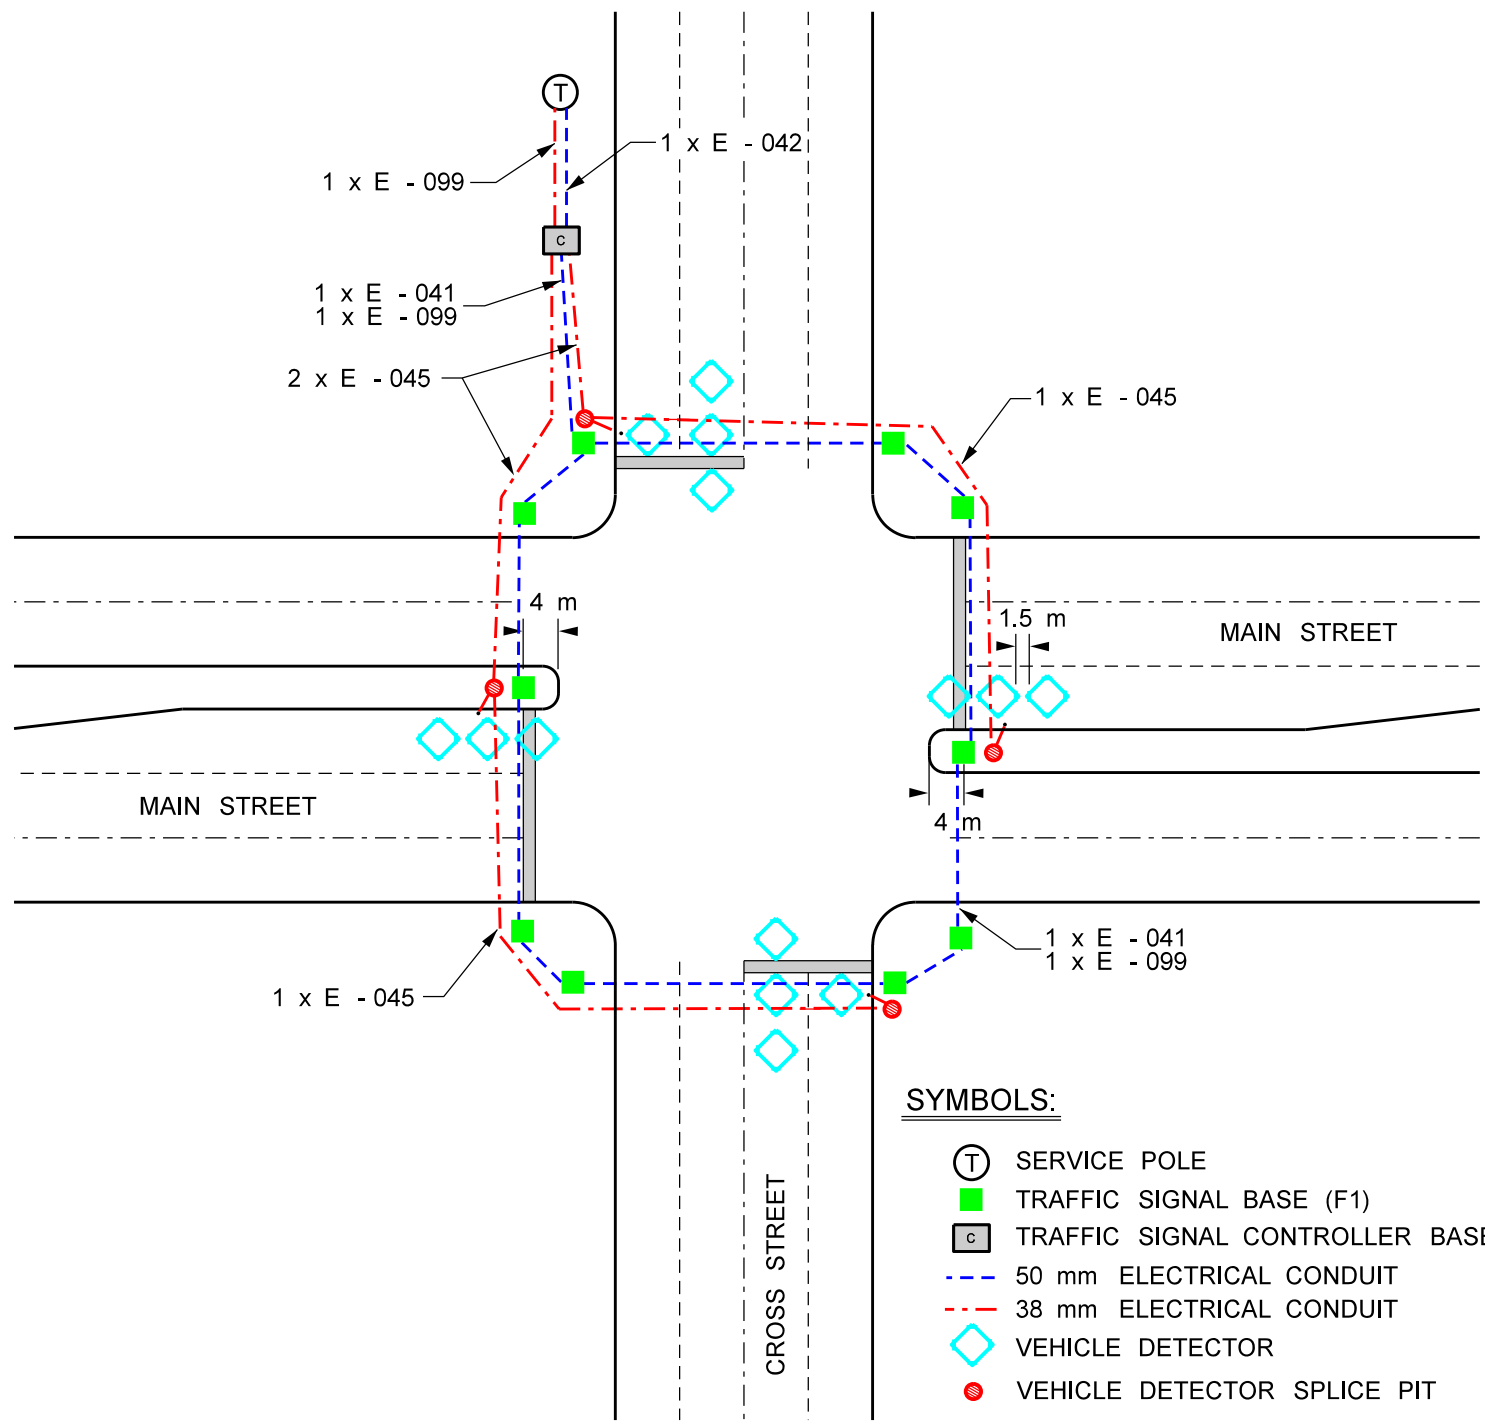 T
1 x E - 042
1 x E - 099
C
1 x E - 041
1 x E - 099
2 x E - 045
1 x E - 045
4 m
1.5 m
MAIN STREET
MAIN STREET
4 m
1 x E - 041
1 x E - 099
1 x E - 045
SYMBOLS:
T SERVICE POLE
TRAFFIC SIGNAL BASE (F1)
C TRAFFIC SIGNAL CONTROLLER BASE
50 mm ELECTRICAL CONDUIT
38 mm ELECTRICAL CONDUIT
VEHICLE DETECTOR
VEHICLE DETECTOR SPLICE PIT
CROSS STREET